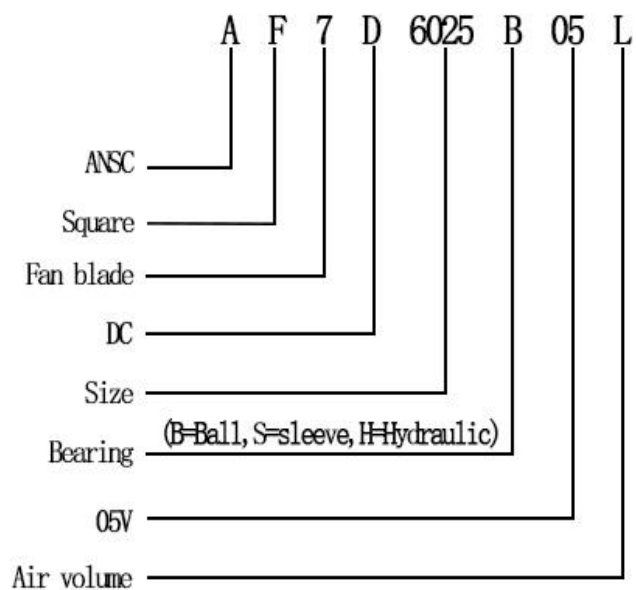 A F 7 D 6025 B 05 L
ANSC
Square
Fan blade
DC
Size
(B=Ball, S=sleeve, H=Hydraulic)
Bearing
05V
Air volume